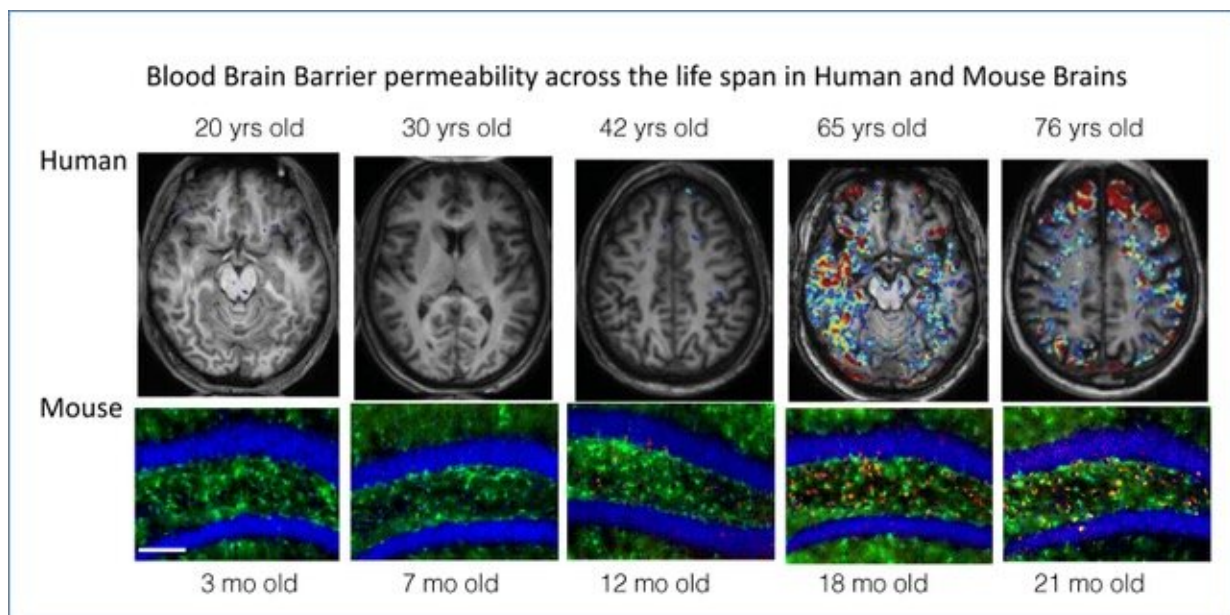 Blood Brain Barrier permeability across the life span in Human and Mouse Brains
20 yrs old 30 yrs old 42 yrs old 65 yrs old 76 yrs old
Human
Mouse
3 mo old 7 mo old 12 mo old 18 mo old 21 mo old